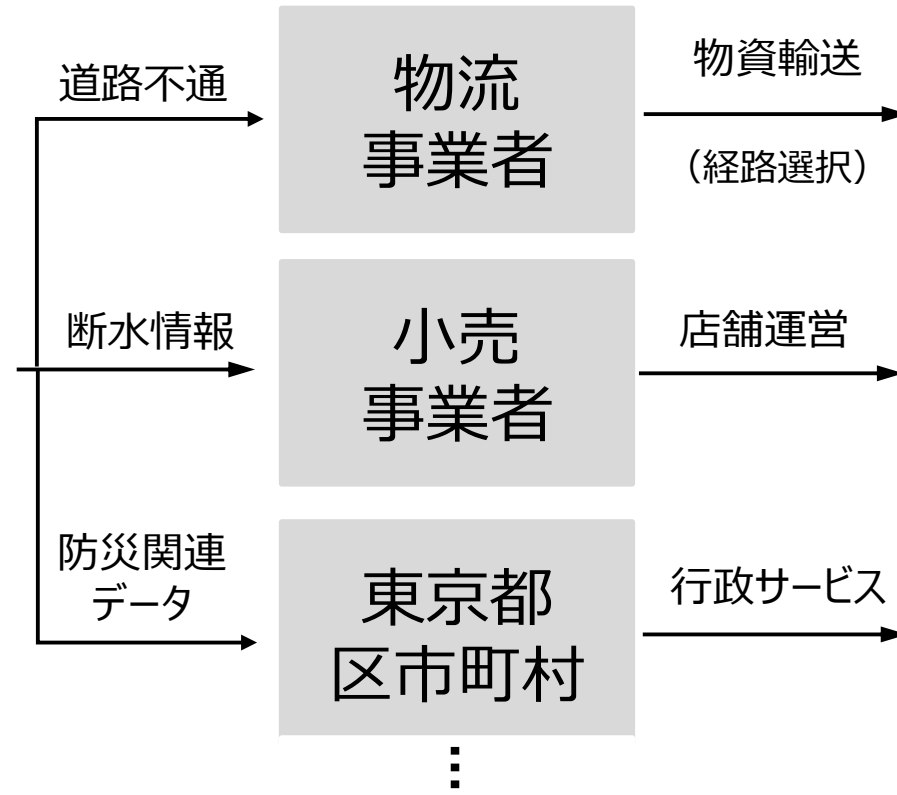 道路不通
物流
事業者
物資輸送
（経路選択）
断水情報
小売
事業者
店舗運営
防災関連
データ
東京都
区市町村
行政サービス
⋮